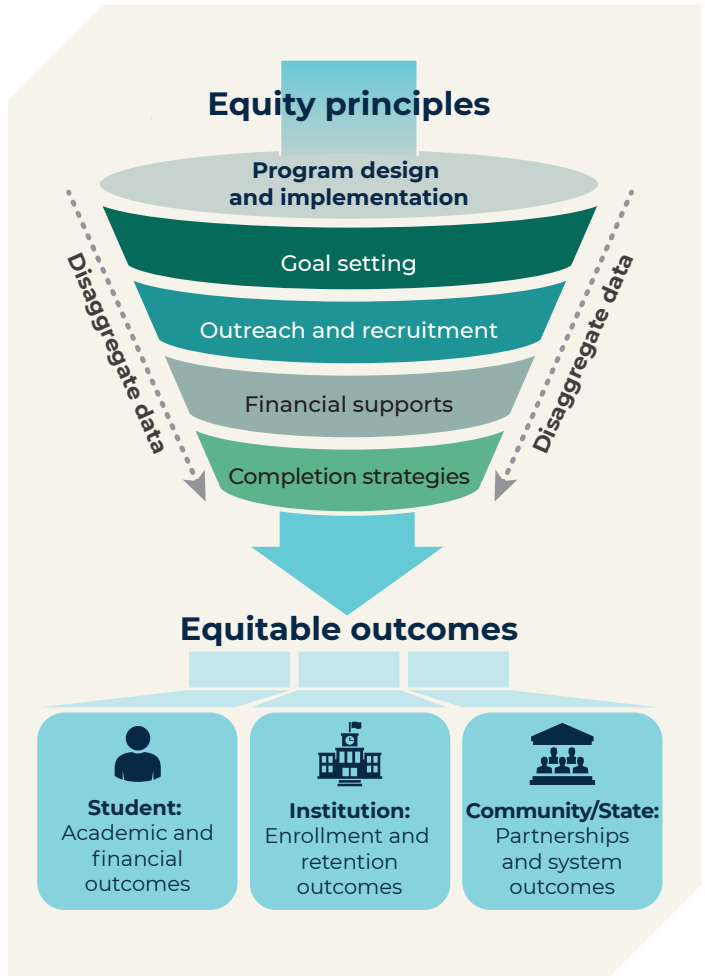 Equity principles
Program design
and implementation
Goal setting
Outreach and recruitment
Financial supports
Completion strategies
Disaggregate data
Disaggregate data
Equitable outcomes
Student:
Academic and
financial
outcomes
Institution:
Enrollment and
retention
outcomes
Community/State:
Partnerships
and system
outcomes